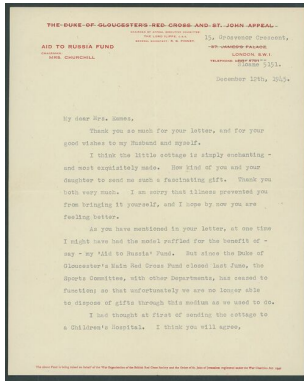 THE DUKE OF GLOUCESTER'S RED CROSS AND ST. JOHN APPEAL
AID TO RUSSIA FUND
CHAIRMAN
MRS. CHURCHILL
15, Grosvenor Crescent,
ST. JAMES'S PALACE,
LONDON, S.W.1.
Sloane 5151.
December 12th, 1945.
My dear Mrs.
Thank you so much for your letter, and for your
good wishes to my Husband and myself.
I think the little cottage is simply enchanting -
and most exquisitely made. How kind of you and your
daughter to send me such a fascinating gift. Thank you
both very much. I am sorry that illness prevented you
from bringing it yourself, and I hope by now you are
feeling better.
As you have mentioned in your letter, at one time
I might have had the model raffled for the benefit of -
say - my 'Aid to Russia' Fund. But since the Duke of
Gloucester's Main Red Cross Fund closed last June, the
Sports Committee, with other Departments, has ceased to
function; so that unfortunately we are no longer able
to dispose of gifts through this medium as we used to do.
I had thought at first of sending the cottage to
a Children's Hospital. I think you will agree,